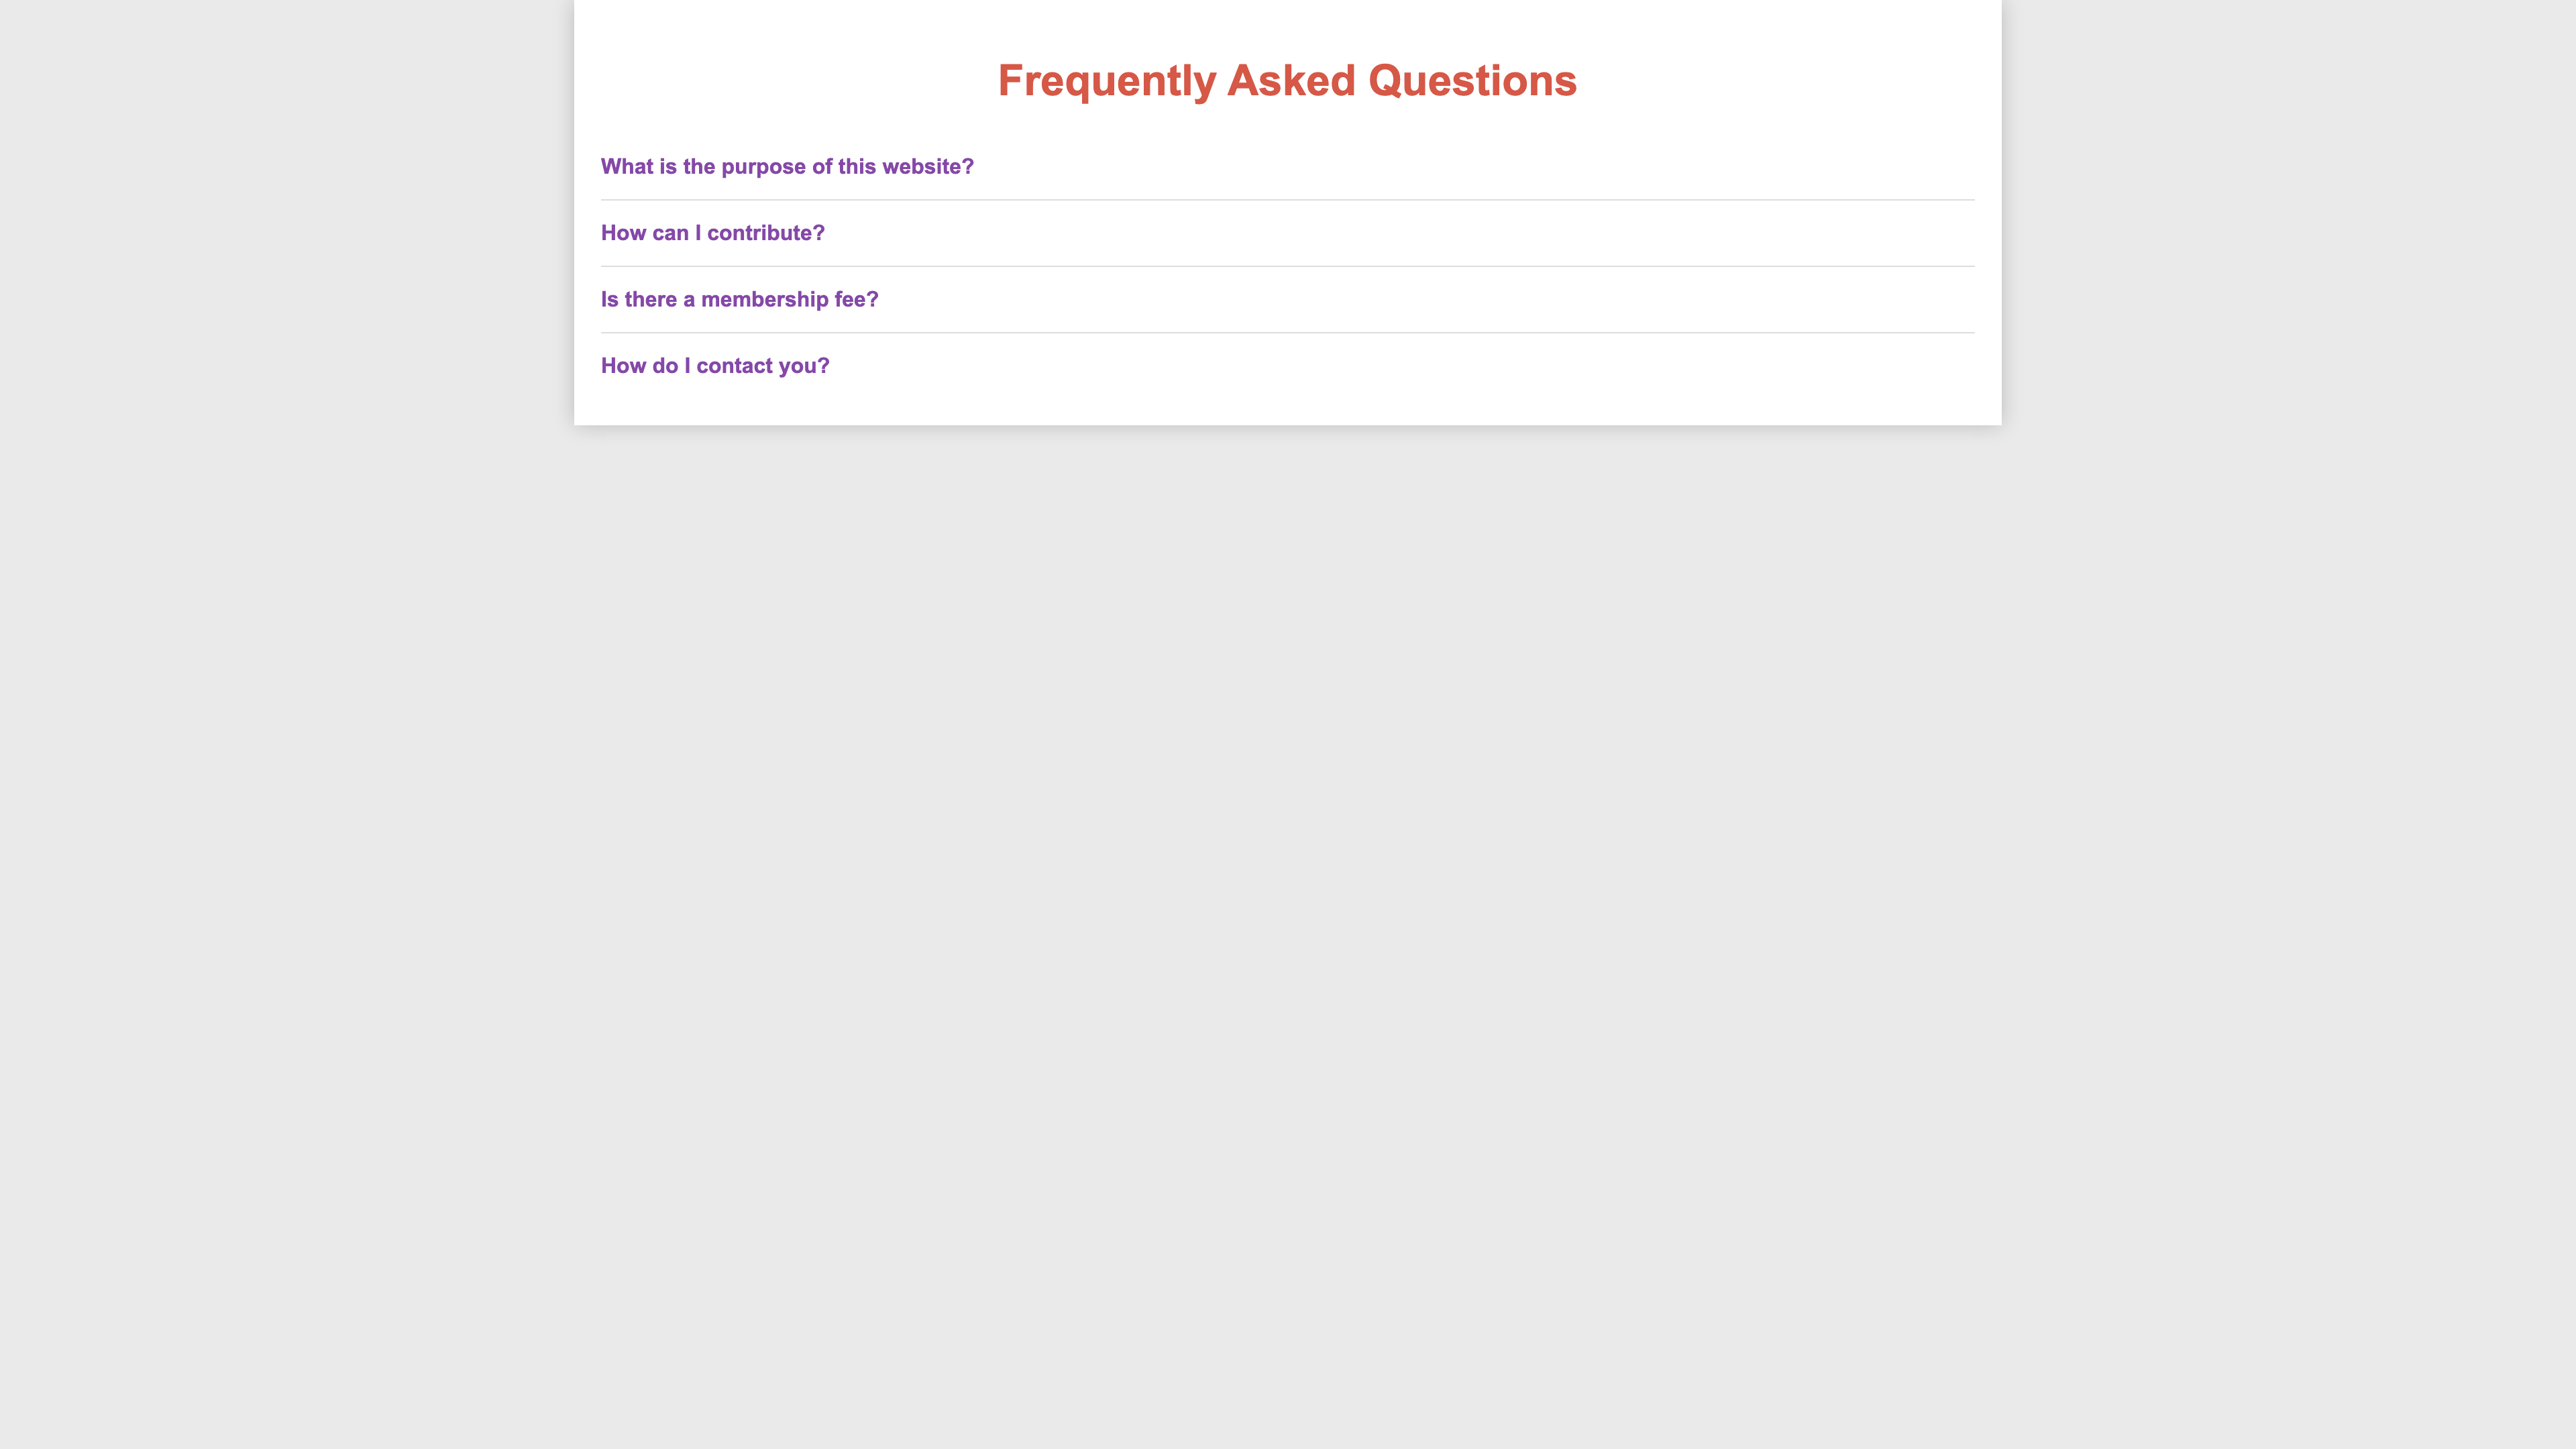 Frequently Asked Questions
What is the purpose of this website?
How can I contribute?
Is there a membership fee?
How do I contact you?